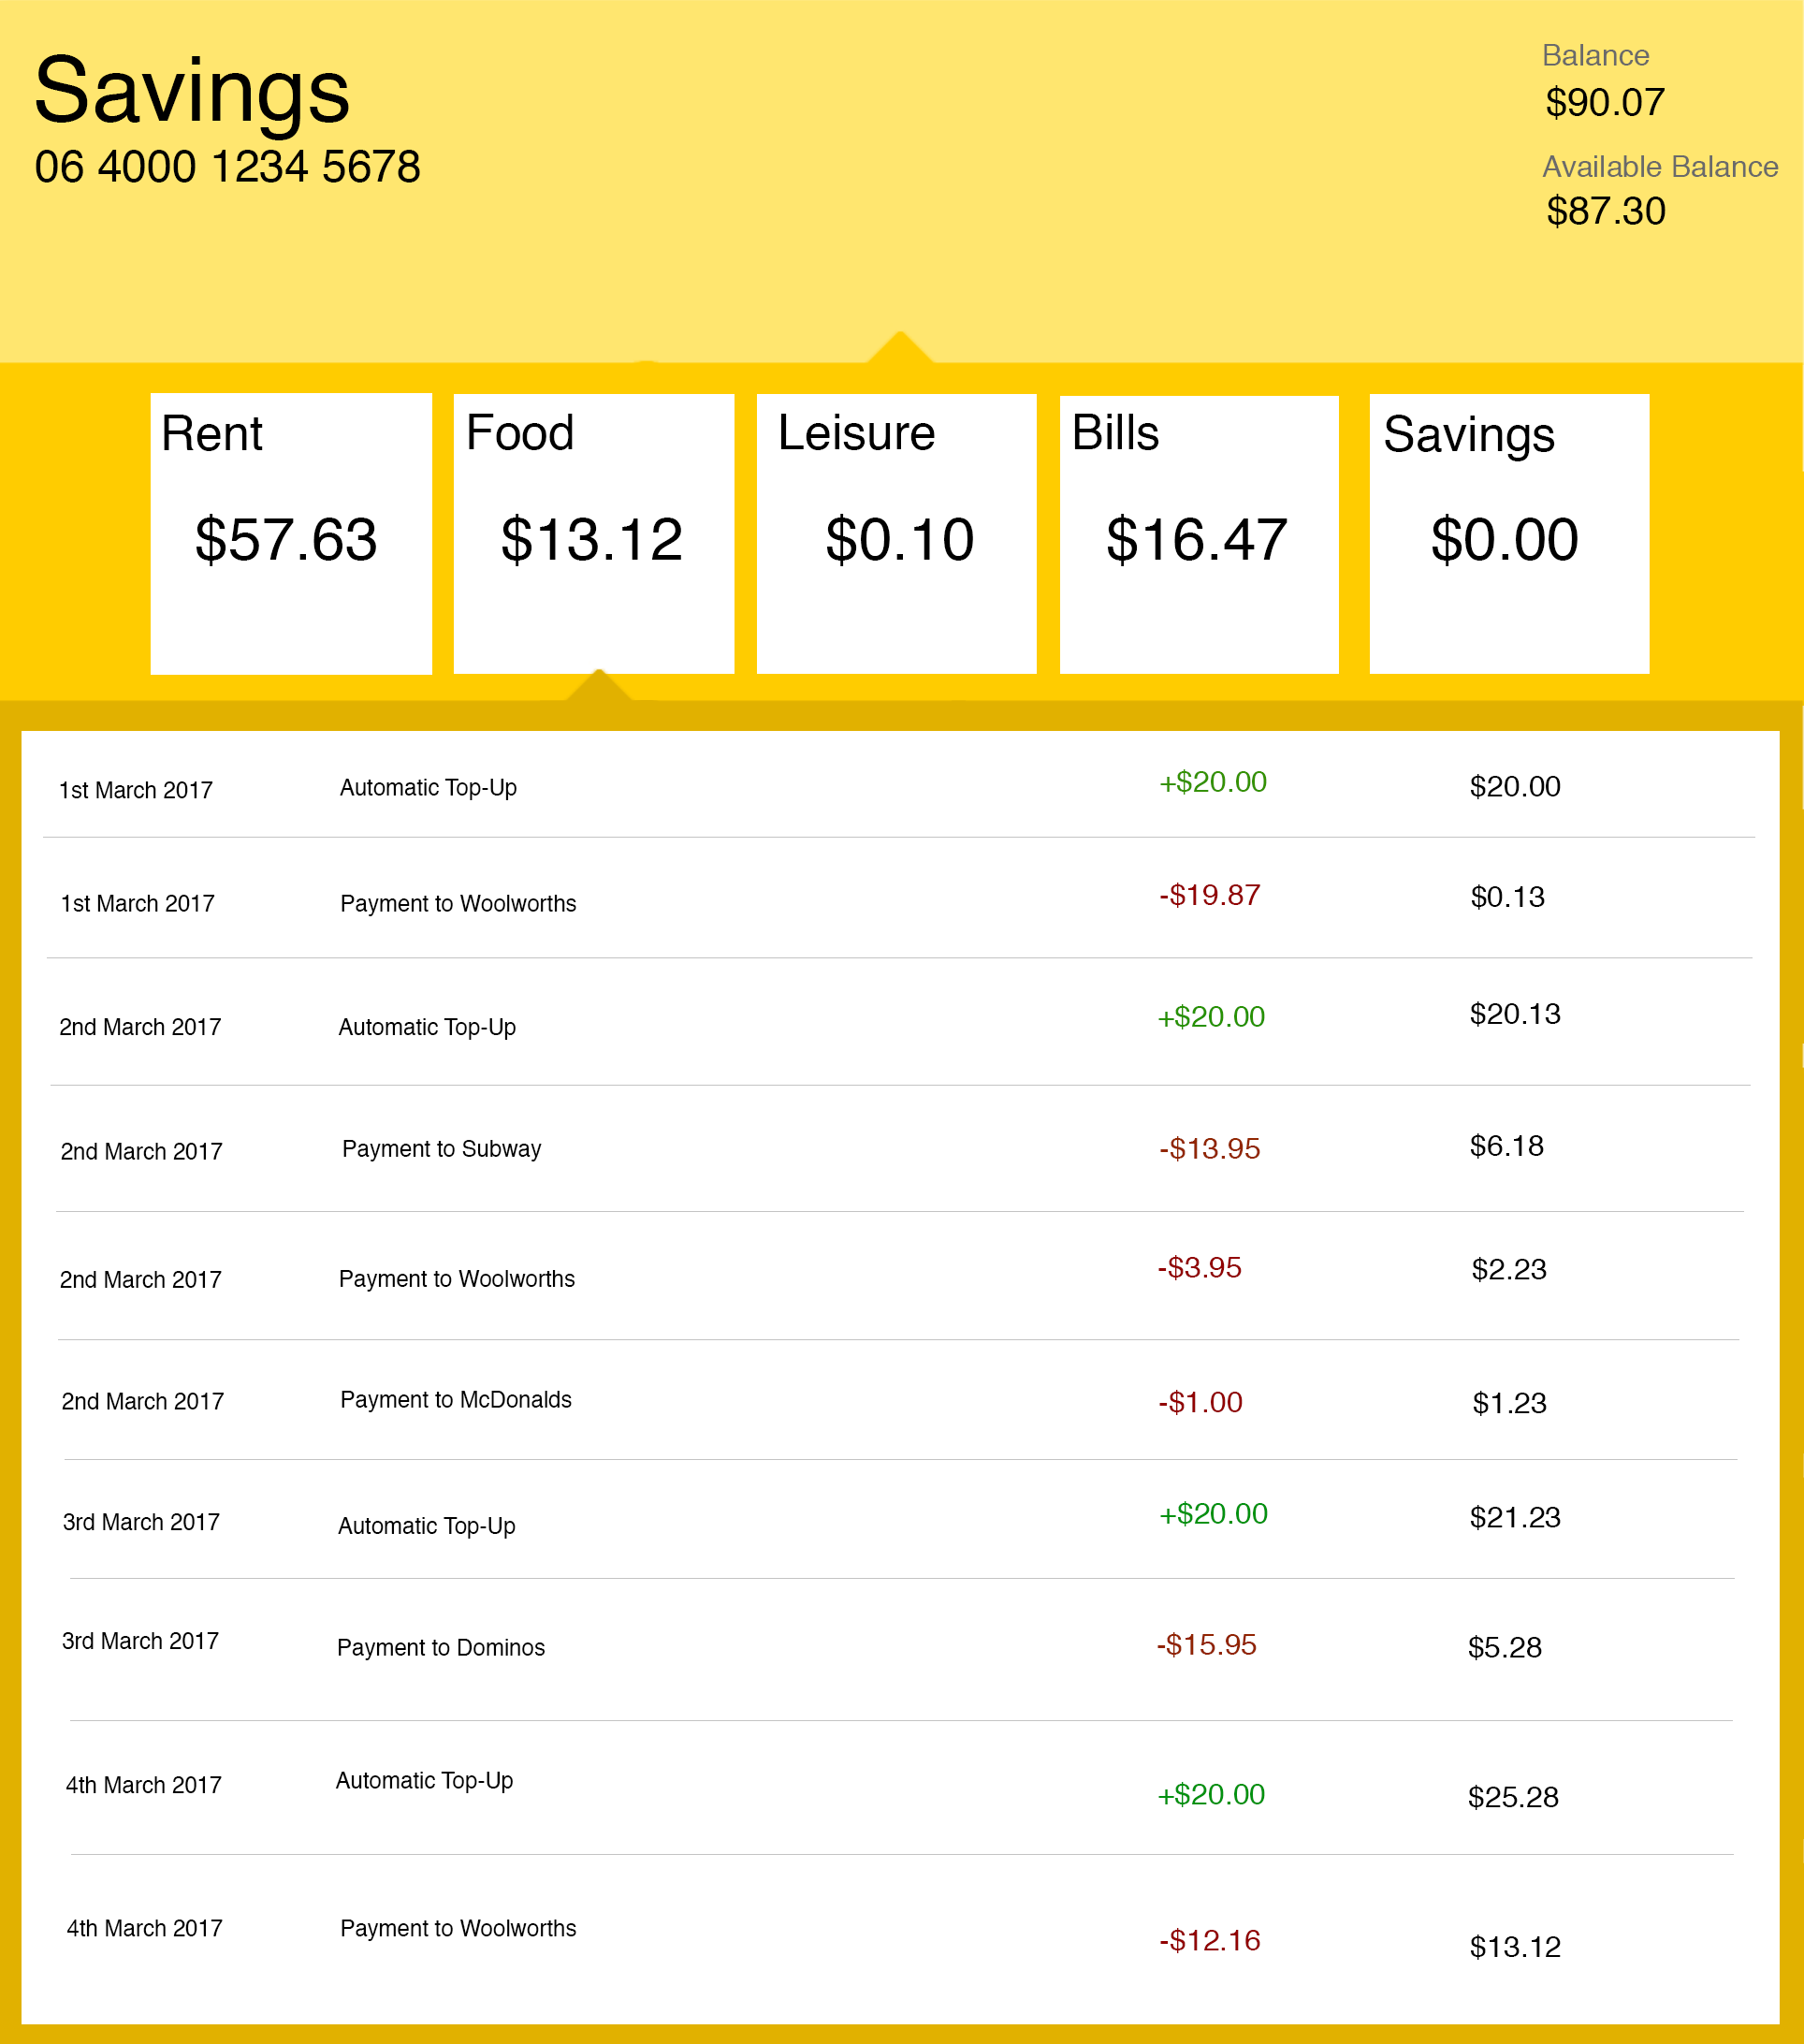 Savings
06 4000 1234 5678
Balance
$90.07
Available Balance
$87.30
Rent
$57.63
Food
$13.12
Leisure
$0.10
Bills
$16.47
Savings
$0.00
1st March 2017 Automatic Top-Up +$20.00 $20.00
1st March 2017 Payment to Woolworths -$19.87 $0.13
2nd March 2017 Automatic Top-Up +$20.00 $20.13
2nd March 2017 Payment to Subway -$13.95 $6.18
2nd March 2017 Payment to Woolworths -$3.95 $2.23
2nd March 2017 Payment to McDonalds -$1.00 $1.23
3rd March 2017 Automatic Top-Up +$20.00 $21.23
3rd March 2017 Payment to Dominos -$15.95 $5.28
4th March 2017 Automatic Top-Up +$20.00 $25.28
4th March 2017 Payment to Woolworths -$12.16 $13.12